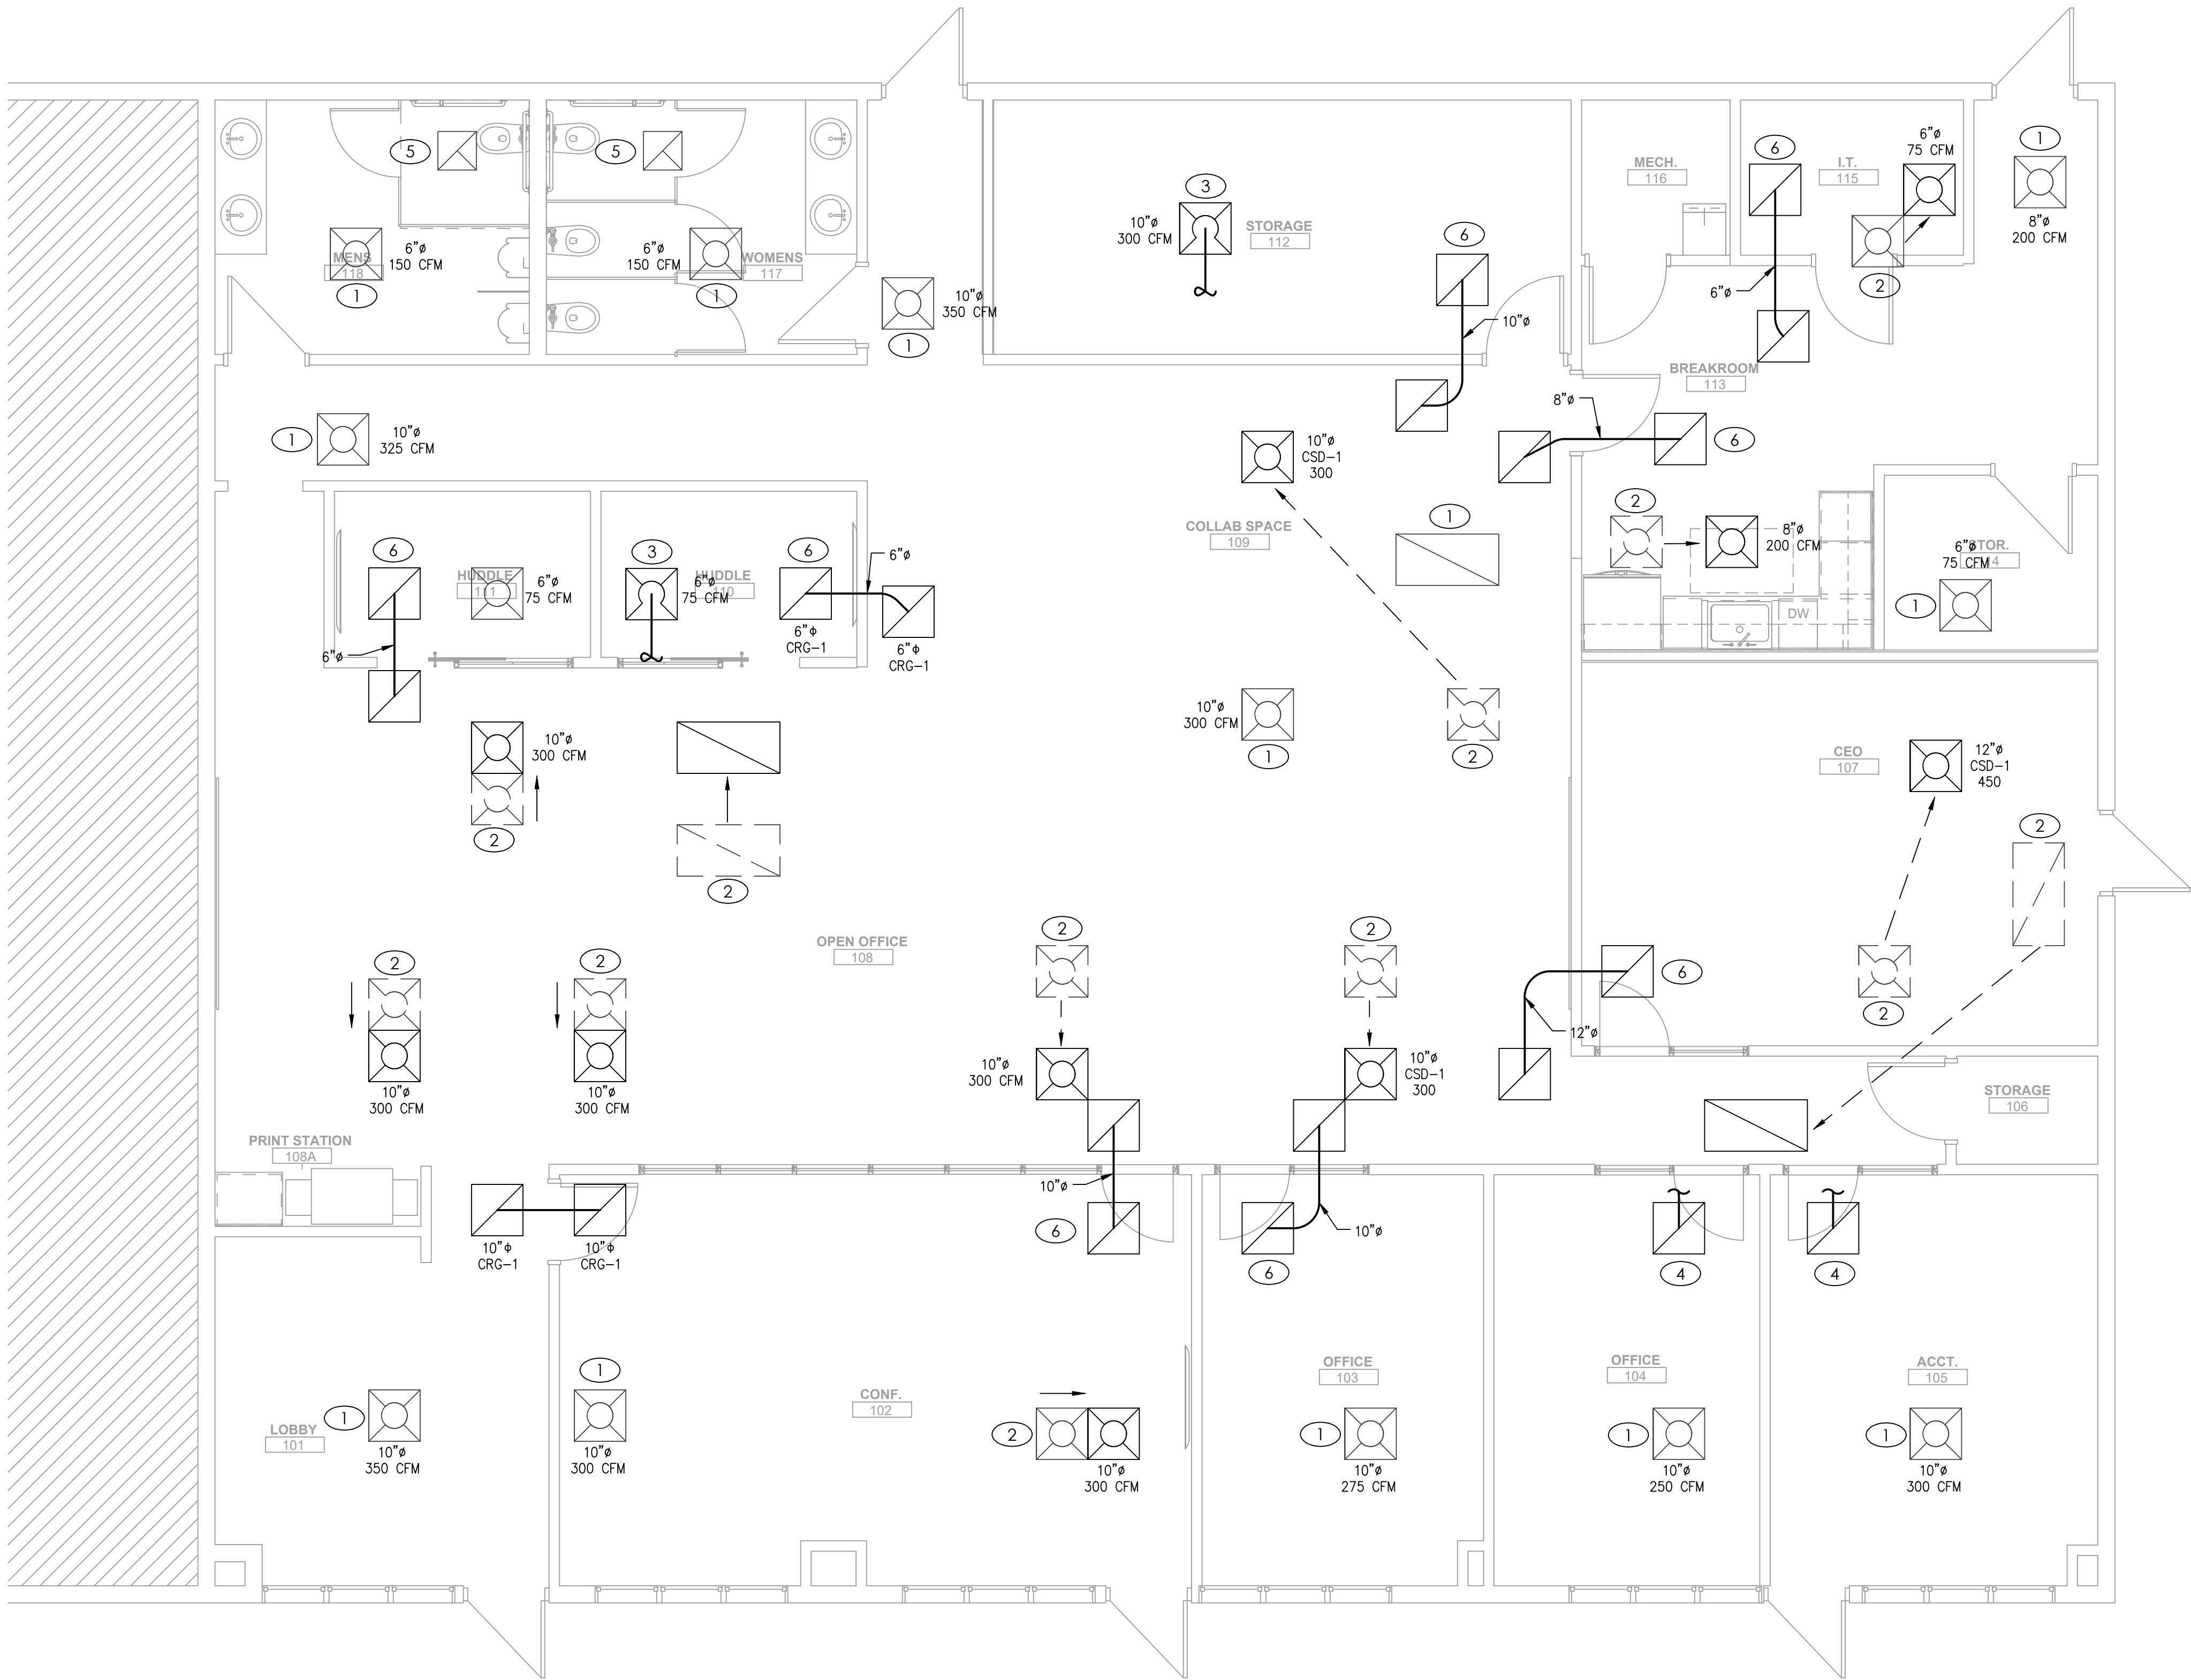 5
5
MENS
118
6"ø
150 CFM
1
6"ø
150 CFM
WOMENS
117
1
10"ø
350 CFM
1
3
10"ø
300 CFM
STORAGE
112
6
10"ø
MECH.
116
6
I.T.
115
6"ø
75 CFM
2
6"ø
1
8"ø
200 CFM
BREAKROOM
113
8"ø
6
1
10"ø
325 CFM
10"ø
CSD-1
300
COLLAB SPACE
109
1
2
8"ø
200 CFM
DW
6"ø
75 CFM
STOR.
114
1
6
6"ø
HUDDLE
111
6"ø
75 CFM
3
6"ø
75 CFM
HUDDLE
110
6
6"ø
6"ϕ
CRG-1
6"ϕ
CRG-1
10"ø
300 CFM
2
2
10"ø
300 CFM
1
2
CEO
107
12"ø
CSD-1
450
2
2
OPEN OFFICE
108
2
10"ø
300 CFM
2
10"ø
300 CFM
2
10"ø
300 CFM
2
10"ø
CSD-1
300
6
12"ø
STORAGE
106
PRINT STATION
108A
10"ϕ
CRG-1
10"ϕ
CRG-1
10"ø
6
10"ø
6
4
4
LOBBY
101
1
10"ø
350 CFM
1
10"ø
300 CFM
CONF.
102
2
10"ø
300 CFM
OFFICE
103
1
10"ø
275 CFM
OFFICE
104
1
10"ø
250 CFM
ACCT.
105
1
10"ø
300 CFM